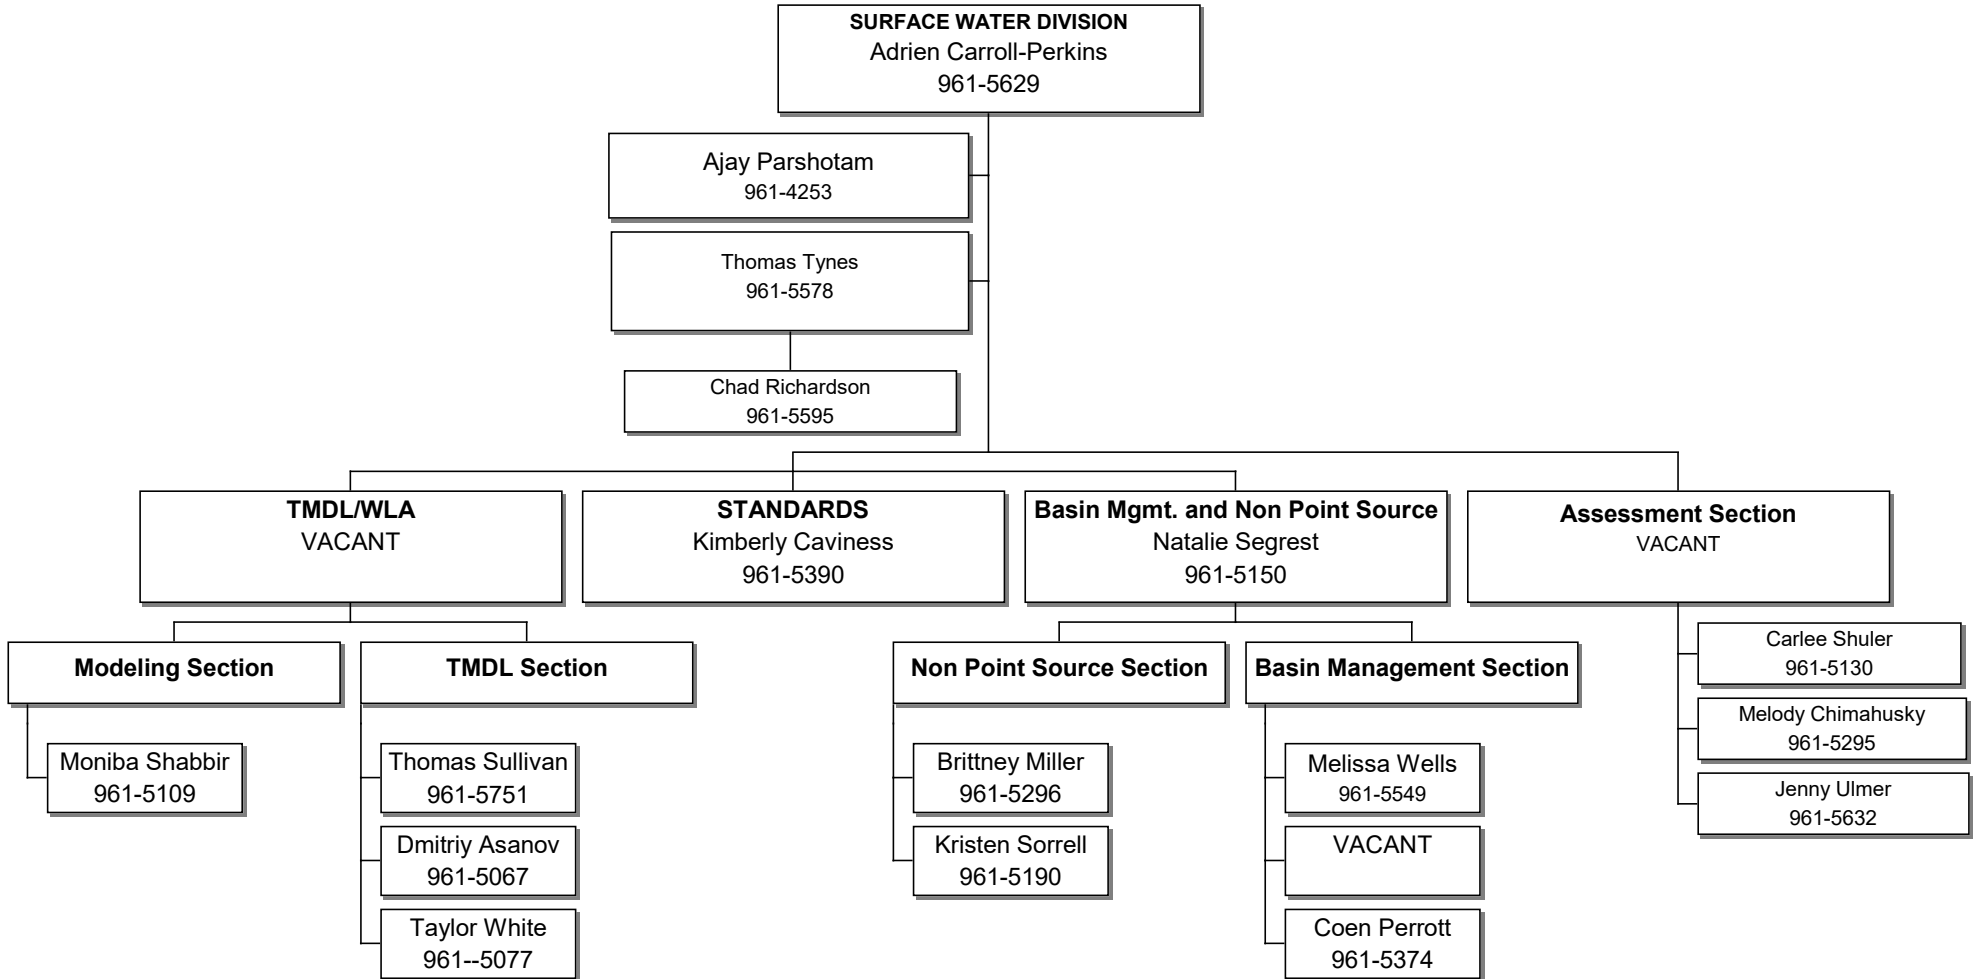 SURFACE WATER DIVISION
Adrien Carroll-Perkins
961-5629
Ajay Parshotam
961-4253
Thomas Tynes
961-5578
Chad Richardson
961-5595
TMDL/WLA
VACANT
STANDARDS
Kimberly Caviness
961-5390
Basin Mgmt. and Non Point Source
Natalie Segrest
961-5150
Assessment Section
VACANT
Modeling Section
Moniba Shabbir
961-5109
TMDL Section
Thomas Sullivan
961-5751
Dmitriy Asanov
961-5067
Taylor White
961--5077
Non Point Source Section
Brittney Miller
961-5296
Kristen Sorrell
961-5190
Basin Management Section
Melissa Wells
961-5549
VACANT
Coen Perrott
961-5374
Carlee Shuler
961-5130
Melody Chimahusky
961-5295
Jenny Ulmer
961-5632